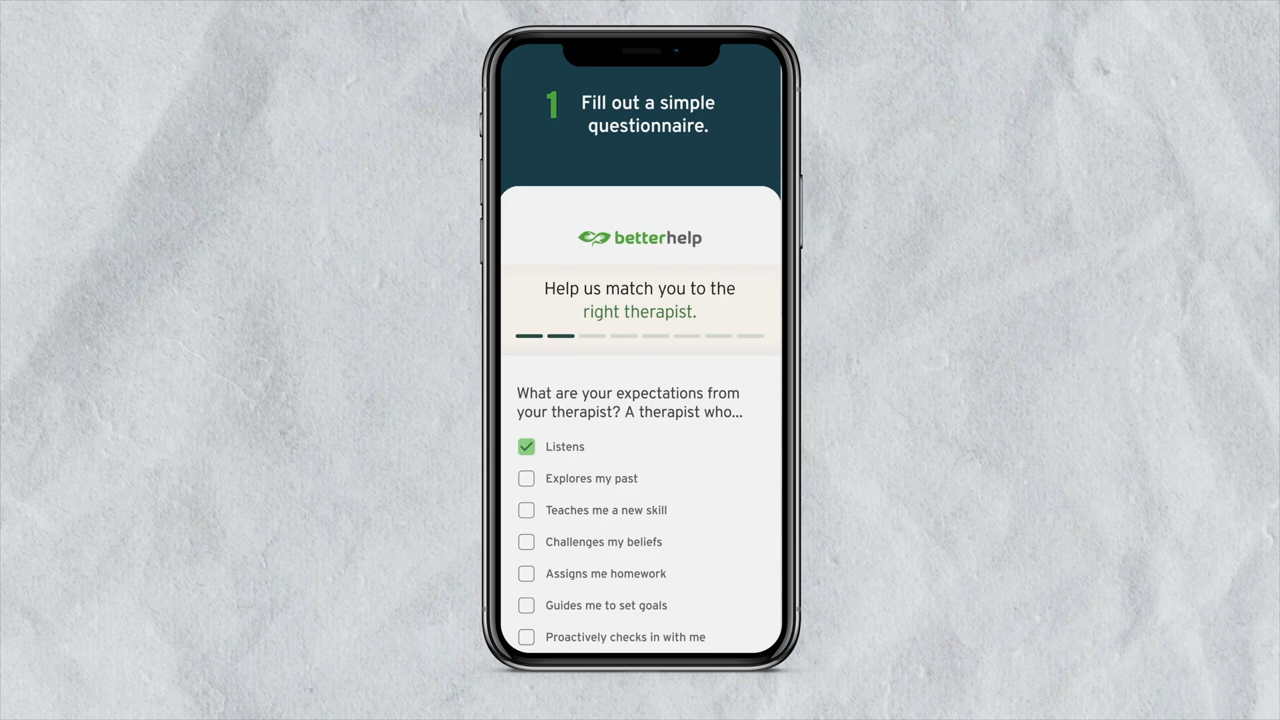 1 Fill out a simple
questionnaire.
betterhelp
Help us match you to the
right therapist.
What are your expectations from
your therapist? A therapist who...
Listens
Explores my past
Teaches me a new skill
Challenges my beliefs
Assigns me homework
Guides me to set goals
Proactively checks in with me